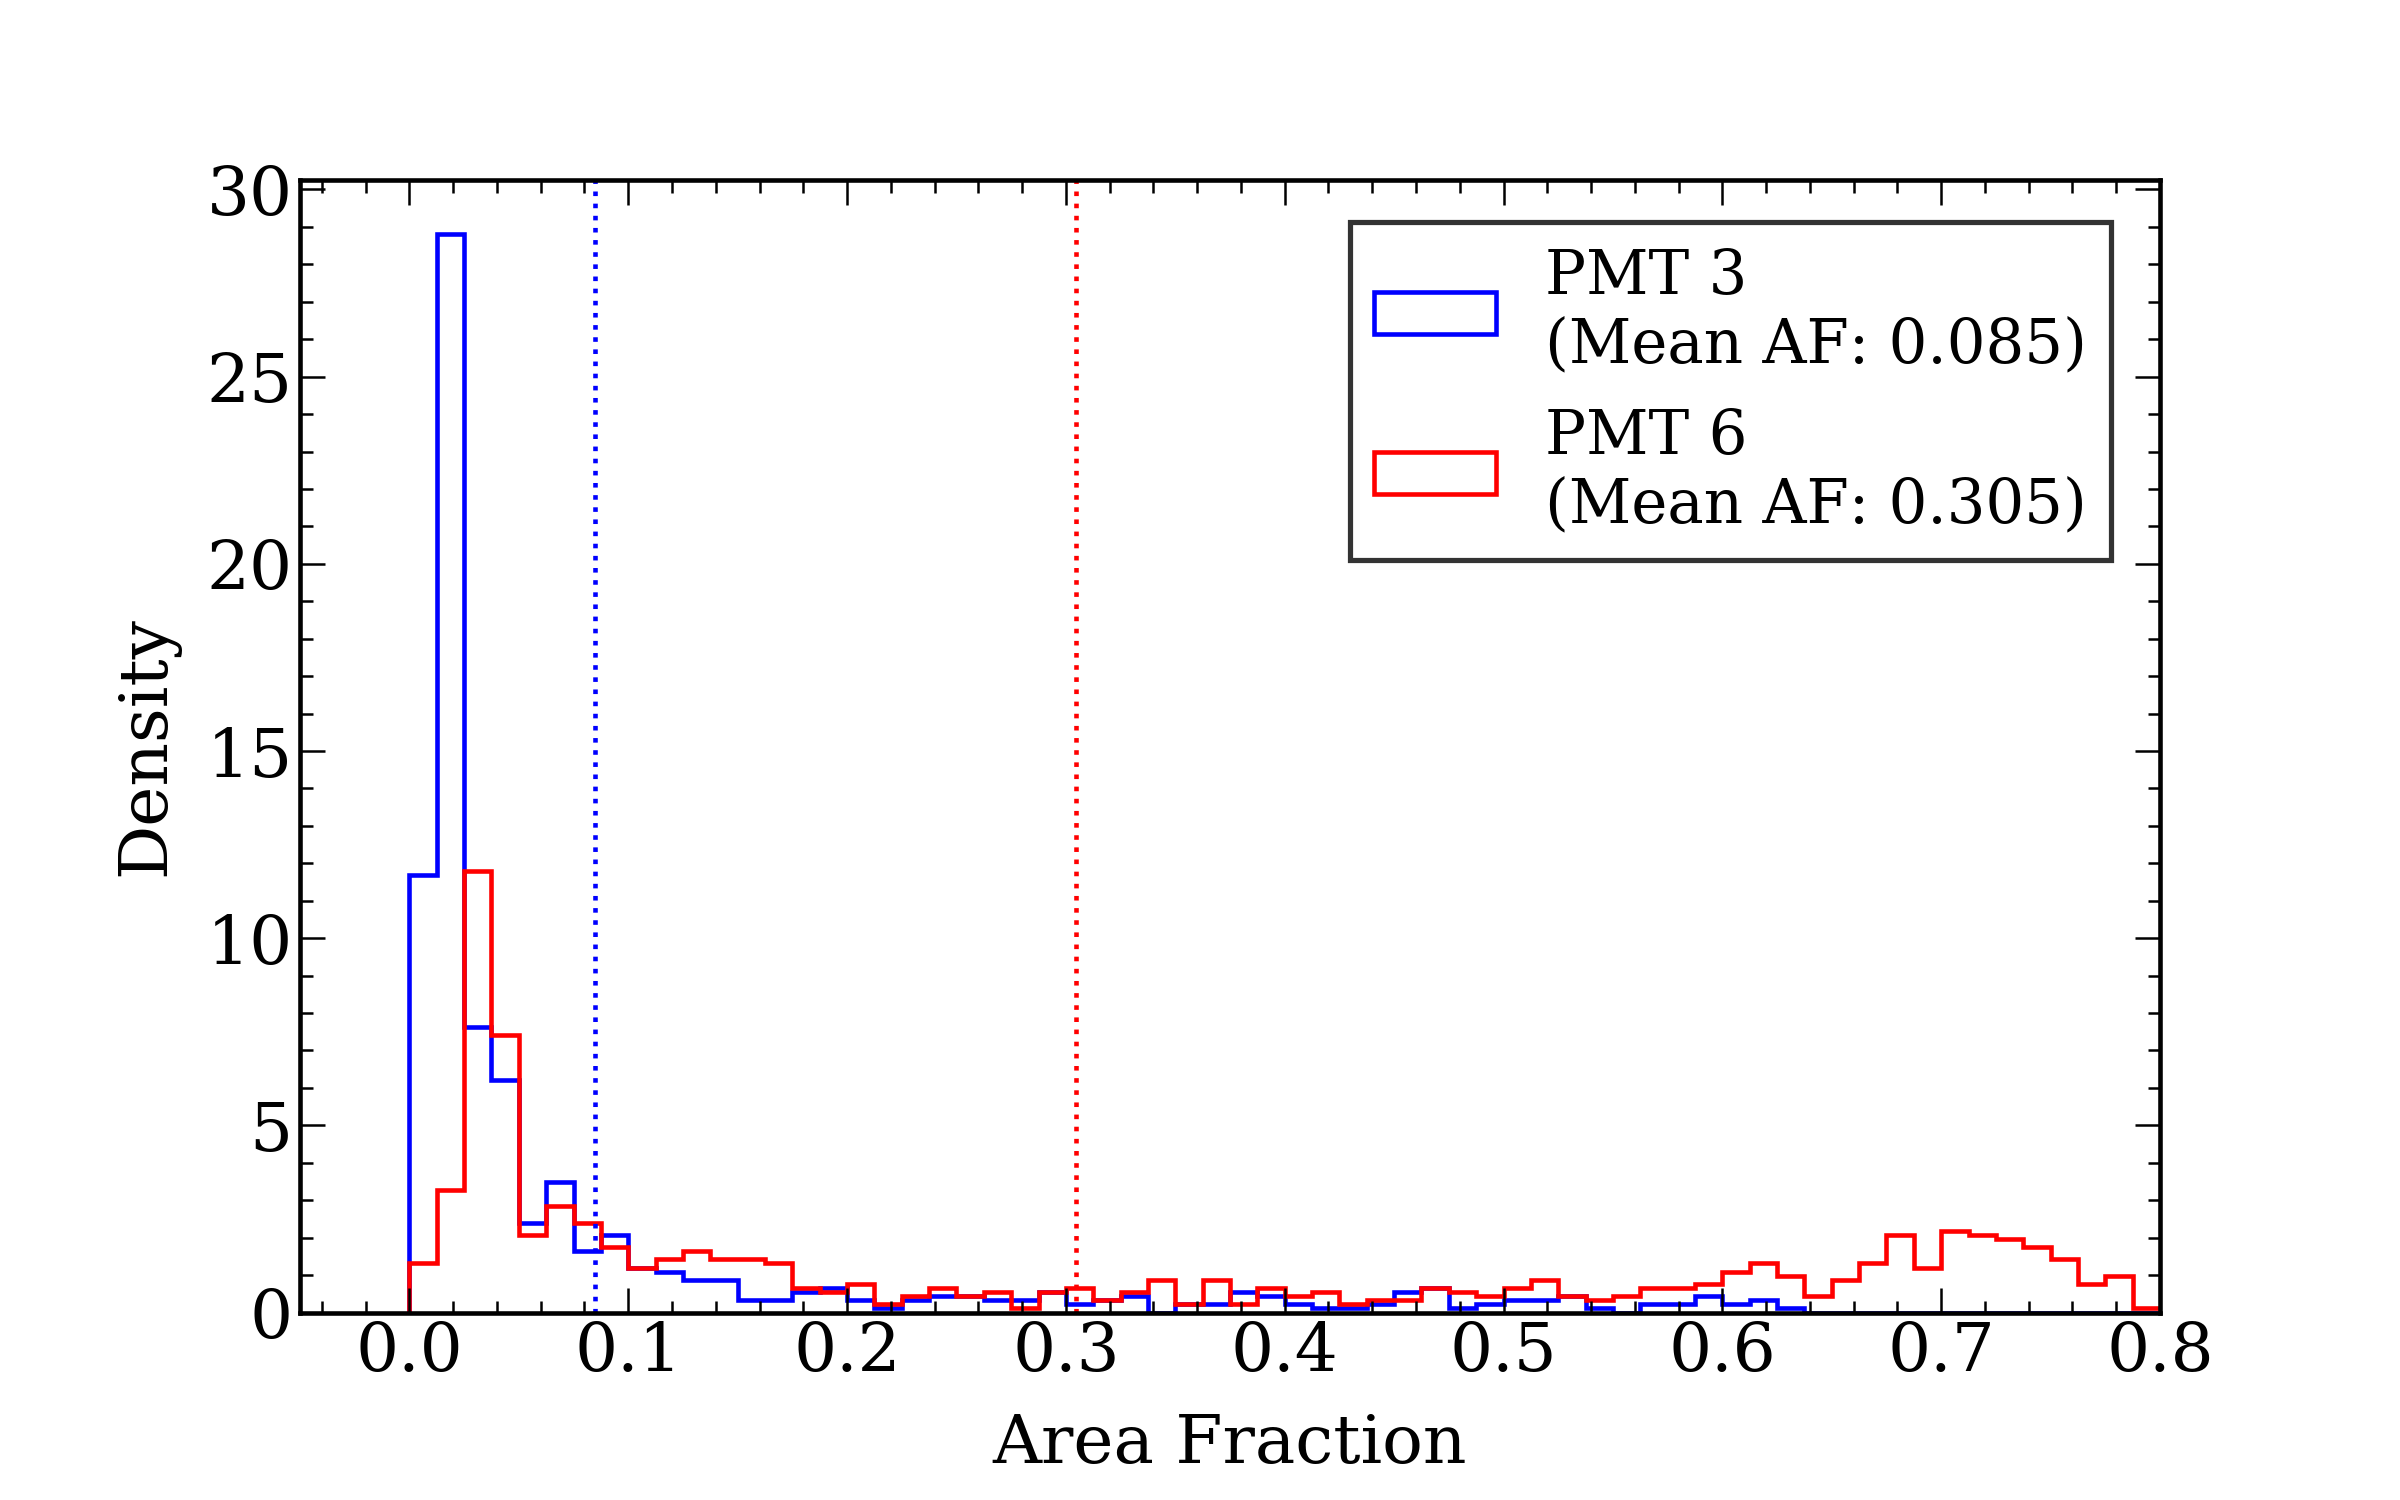 30
25
20
15
10
5
0
Density
PMT 3
(Mean AF: 0.085)
PMT 6
(Mean AF: 0.305)
0.0 0.1 0.2 0.3 0.4 0.5 0.6 0.7 0.8
Area Fraction